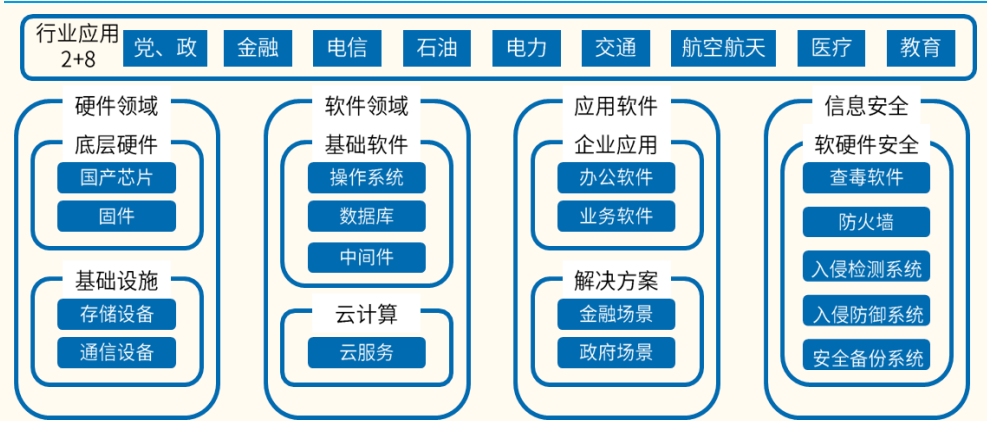 行业应用
2+8
党、政
金融
电信
石油
电力
交通
航空航天
医疗
教育
硬件领域
底层硬件
国产芯片
固件
基础设施
存储设备
通信设备
软件领域
基础软件
操作系统
数据库
中间件
云计算
云服务
应用软件
企业应用
办公软件
业务软件
解决方案
金融场景
政府场景
信息安全
软硬件安全
查毒软件
防火墙
入侵检测系统
入侵防御系统
安全备份系统